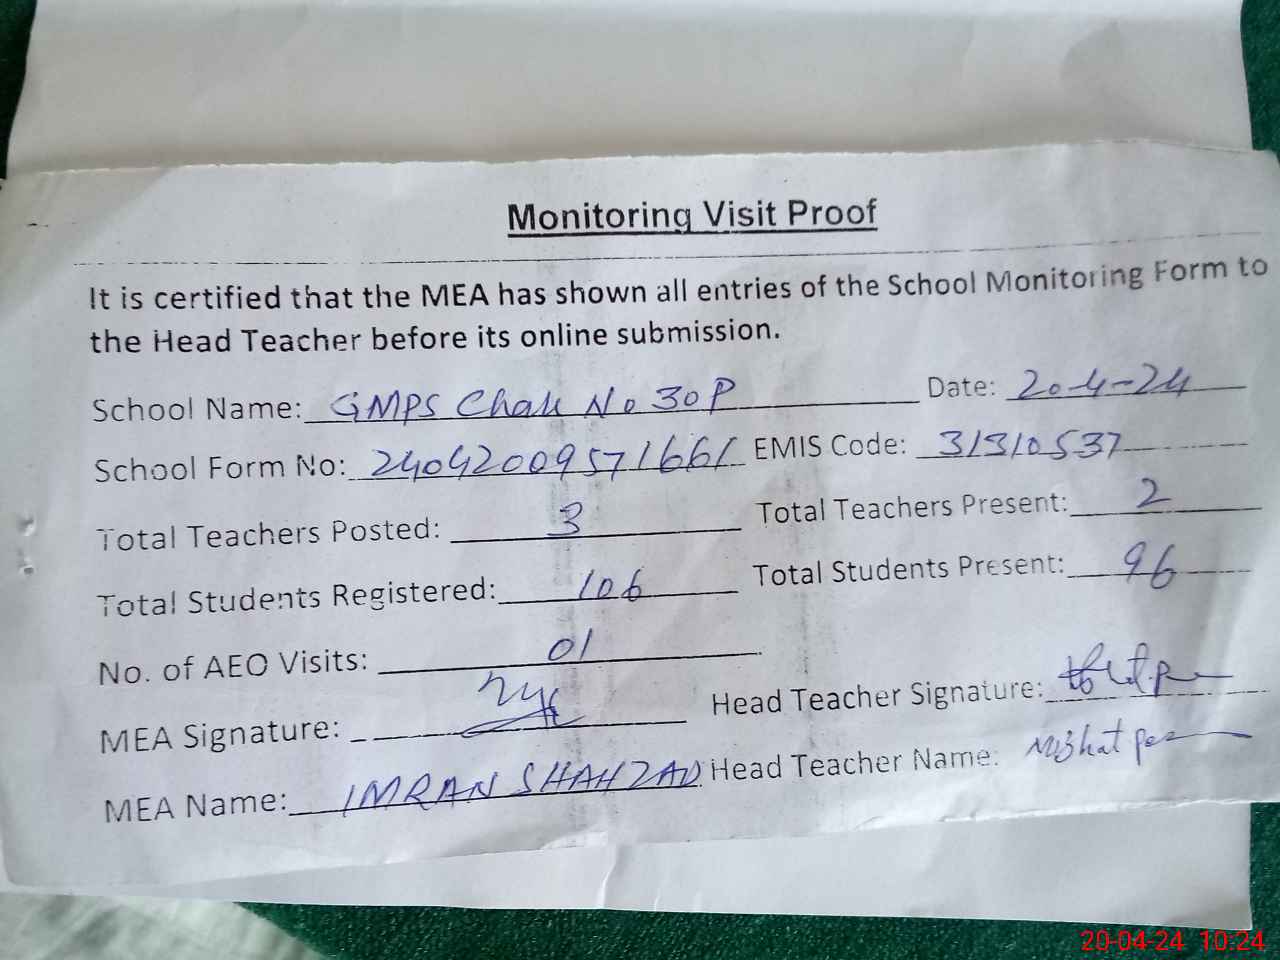 Monitoring Visit Proof
It is certified that the MEA has shown all entries of the School Monitoring Form to
the Head Teacher before its online submission.
School Name: GMPS Chak No 30P Date: 20-4-24
School Form No: 24042009571661 EMIS Code: 31310537
Total Teachers Posted: 3 Total Teachers Present: 2
Total Students Registered: 106 Total Students Present: 96
No. of AEO Visits: 01
MEA Signature: Head Teacher Signature:
MEA Name: IMRAN SHAHZAD Head Teacher Name: Nishat
20-04-24 10:24